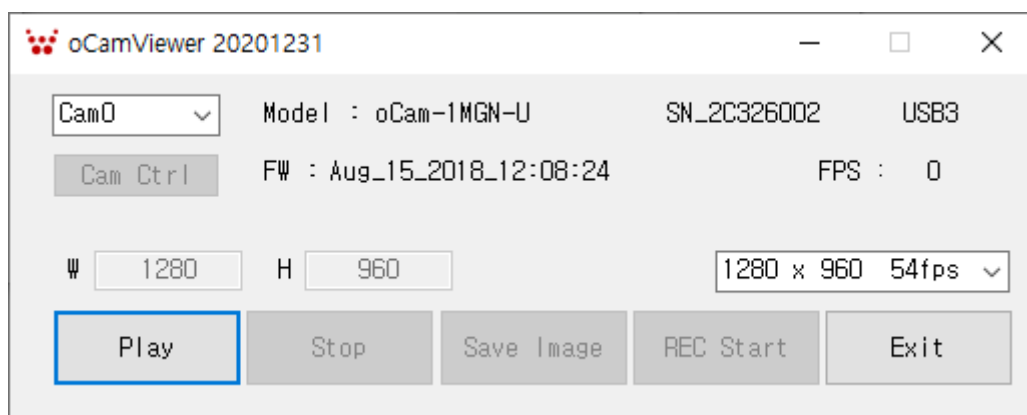 oCamViewer 20201231
Cam0 Model : oCam-1MGN-U SN_2C326002 USB3
Cam Ctrl FW : Aug_15_2018_12:08:24 FPS : 0
W 1280 H 960 1280 x 960 54fps
Play Stop Save Image REC Start Exit